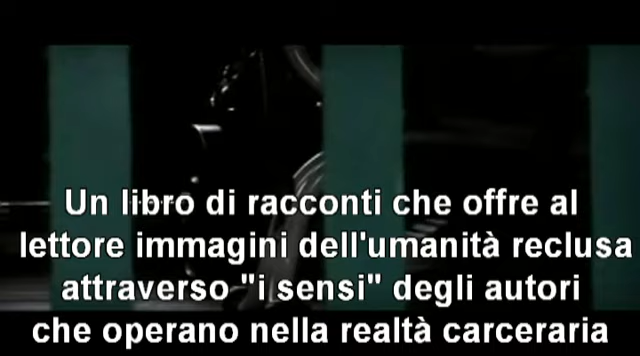 Un libro di racconti che offre al
lettore immagini dell'umanità reclusa
attraverso "i sensi" degli autori
che operano nella realtà carceraria